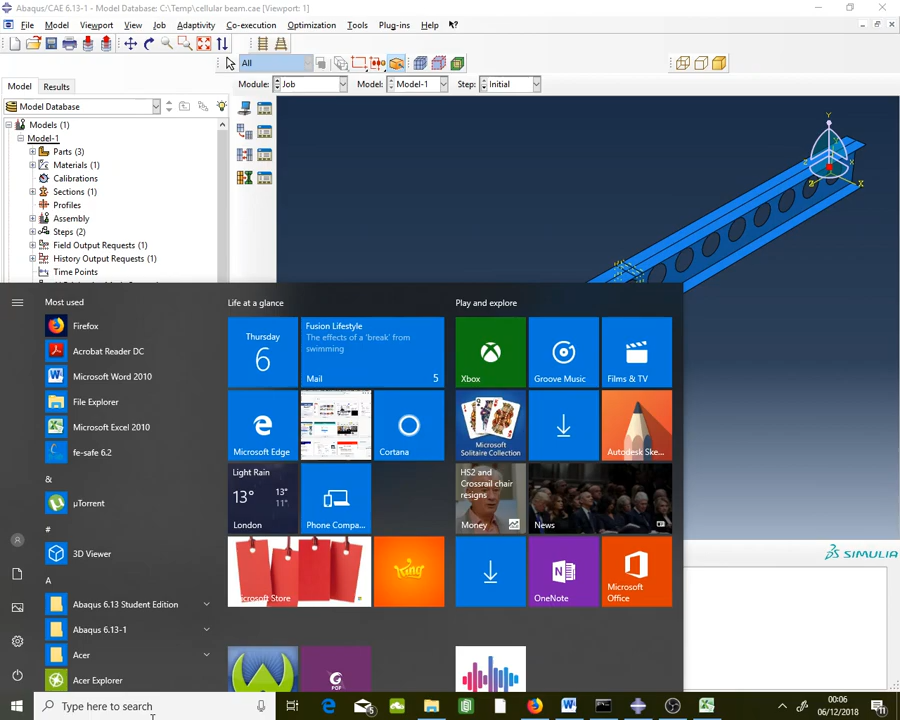 Abaqus/CAE 6.13-1 - Model Database: C:\Temp\cellular beam.cae [Viewport: 1]
File Model Viewport View Job Adaptivity Co-execution Optimization Tools Plug-ins Help
All
Model Results
Module: Job Model: Model-1 Step: Initial
Model Database
Models (1)
Model-1
Parts (3)
Materials (1)
Calibrations
Sections (1)
Profiles
Assembly
Steps (2)
Field Output Requests (1)
History Output Requests (1)
Time Points
Y
Z X
Z X
SIMULIA
Most used
Firefox
Acrobat Reader DC
Microsoft Word 2010
File Explorer
Microsoft Excel 2010
fe-safe 6.2
&
µTorrent
#
3D Viewer
A
Abaqus 6.13 Student Edition
Abaqus 6.13-1
Acer
Acer Explorer
Life at a glance
Thursday
6
Fusion Lifestyle
The effects of a 'break' from
swimming
Mail 5
Microsoft Edge
Cortana
Light Rain
13° 13°
11°
London
Phone Compa...
Microsoft Store
King
PDF
Play and explore
Xbox
Groove Music
Films & TV
Microsoft
Solitaire Collection
Autodesk Ske...
HS2 and
Crossrail chair
resigns
Money
News
OneNote
Microsoft
Office
Type here to search
5
00:06
06/12/2018
11